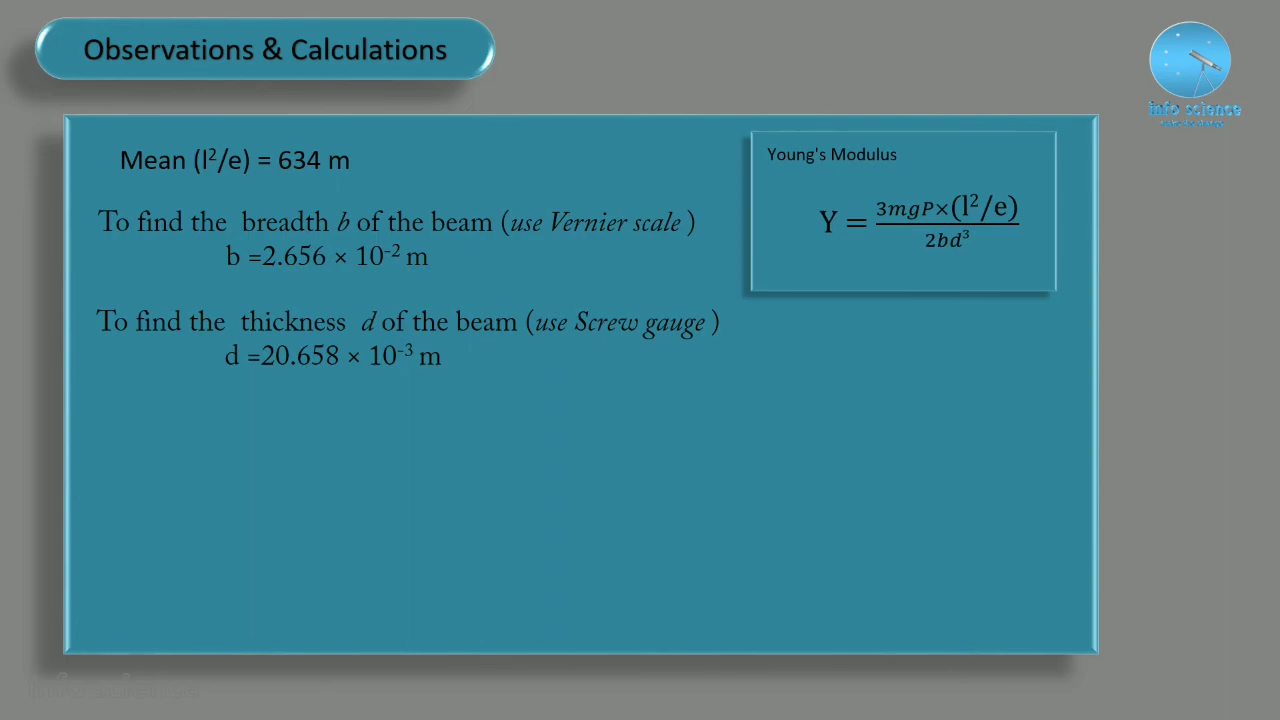 Observations & Calculations
info science
Mean (l²/e) = 634 m
Young's Modulus
Y = 3mgP×(l²/e) / 2bd³
To find the breadth b of the beam (use Vernier scale )
b =2.656 × 10⁻² m
To find the thickness d of the beam (use Screw gauge )
d =20.658 × 10⁻³ m